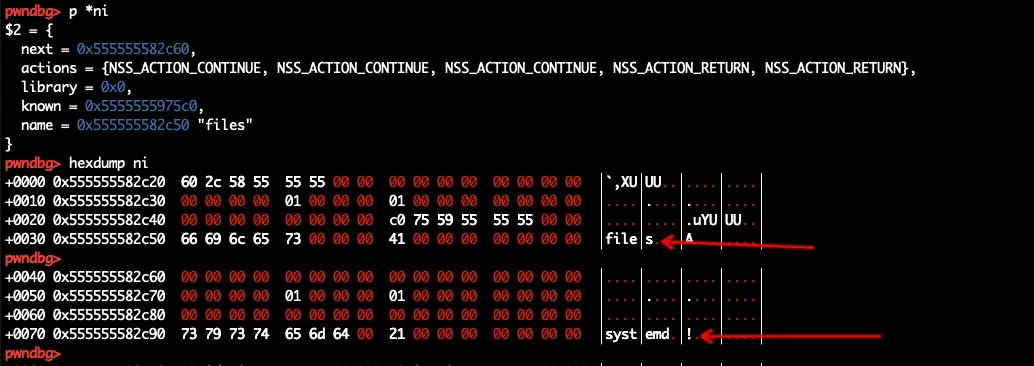 pwndbg> p *ni
$2 = {
  next = 0x555555582c60,
  actions = {NSS_ACTION_CONTINUE, NSS_ACTION_CONTINUE, NSS_ACTION_CONTINUE, NSS_ACTION_RETURN, NSS_ACTION_RETURN},
  library = 0x0,
  known = 0x5555555975c0,
  name = 0x555555582c50 "files"
}
pwndbg> hexdump ni
+0000 0x555555582c20  60 2c 58 55  55 55 00 00  00 00 00 00  00 00 00 00  │`,XU│UU..│....│....│
+0010 0x555555582c30  00 00 00 00  01 00 00 00  01 00 00 00  00 00 00 00  │....│....│....│....│
+0020 0x555555582c40  00 00 00 00  00 00 00 00  c0 75 59 55  55 55 00 00  │....│....│.uYU│UU..│
+0030 0x555555582c50  66 69 6c 65  73 00 00 00  41 00 00 00  00 00 00 00  │file│s...│A...│....│
pwndbg>
+0040 0x555555582c60  00 00 00 00  00 00 00 00  00 00 00 00  00 00 00 00  │....│....│....│....│
+0050 0x555555582c70  00 00 00 00  01 00 00 00  01 00 00 00  00 00 00 00  │....│....│....│....│
+0060 0x555555582c80  00 00 00 00  00 00 00 00  00 00 00 00  00 00 00 00  │....│....│....│....│
+0070 0x555555582c90  73 79 73 74  65 6d 64 00  21 00 00 00  00 00 00 00  │syst│emd.│!...│....│
pwndbg>